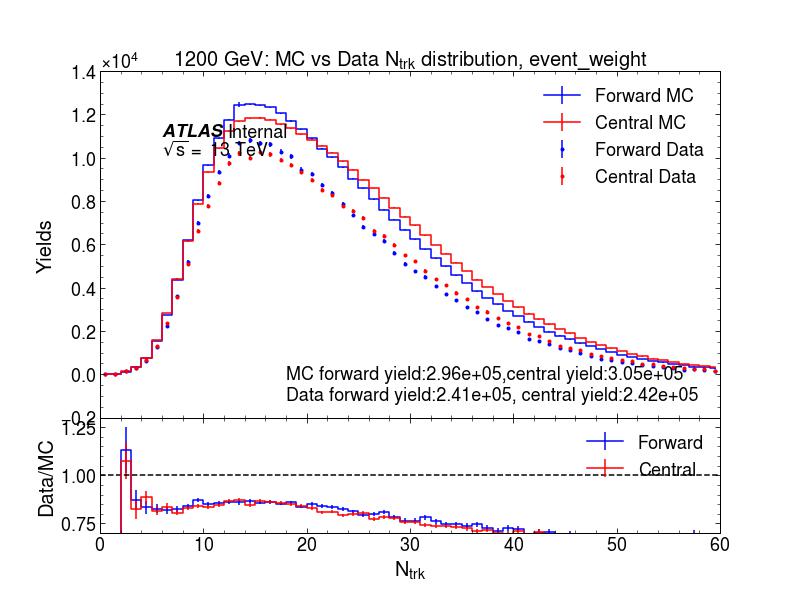 1200 GeV: MC vs Data Ntrk distribution, event_weight
×10⁴
1.4
1.2
1.0
0.8
0.6
0.4
0.2
0.0
0.2
Yields
ATLAS Internal
√s = 13 TeV
Forward MC
Central MC
Forward Data
Central Data
MC forward yield:2.96e+05,central yield:3.05e+05
Data forward yield:2.41e+05, central yield:2.42e+05
1.25
1.00
0.75
Data/MC
Forward
Central
0 10 20 30 40 50 60
Ntrk